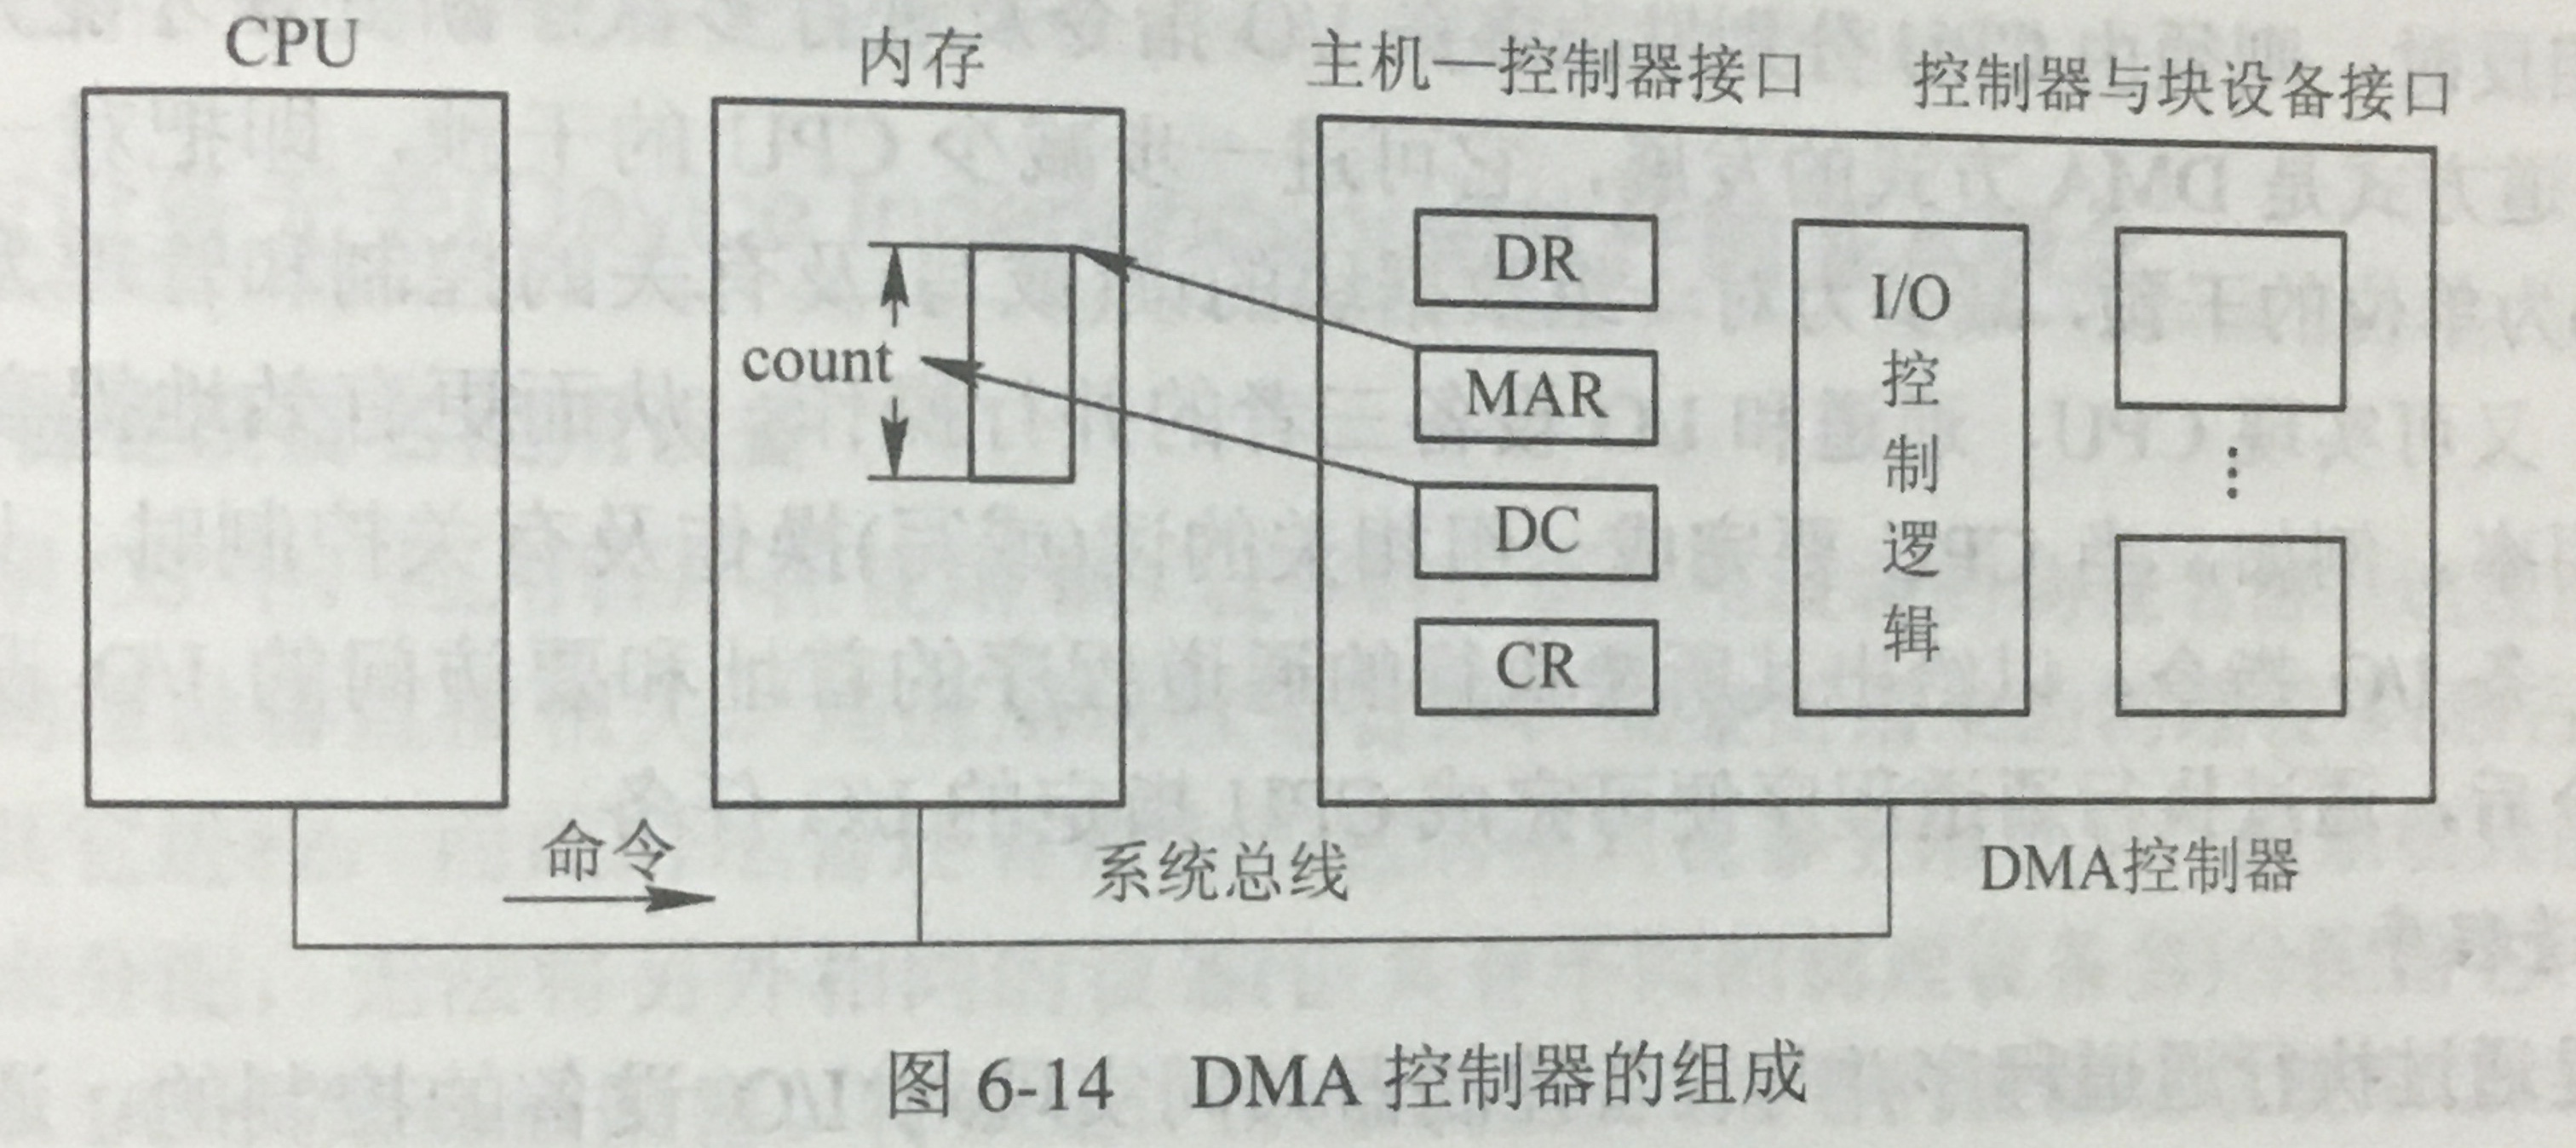 CPU
内存
主机—控制器接口
控制器与块设备接口
count
DR
MAR
DC
CR
I/O
控
制
逻
辑
命令
系统总线
DMA控制器
图 6-14 DMA 控制器的组成